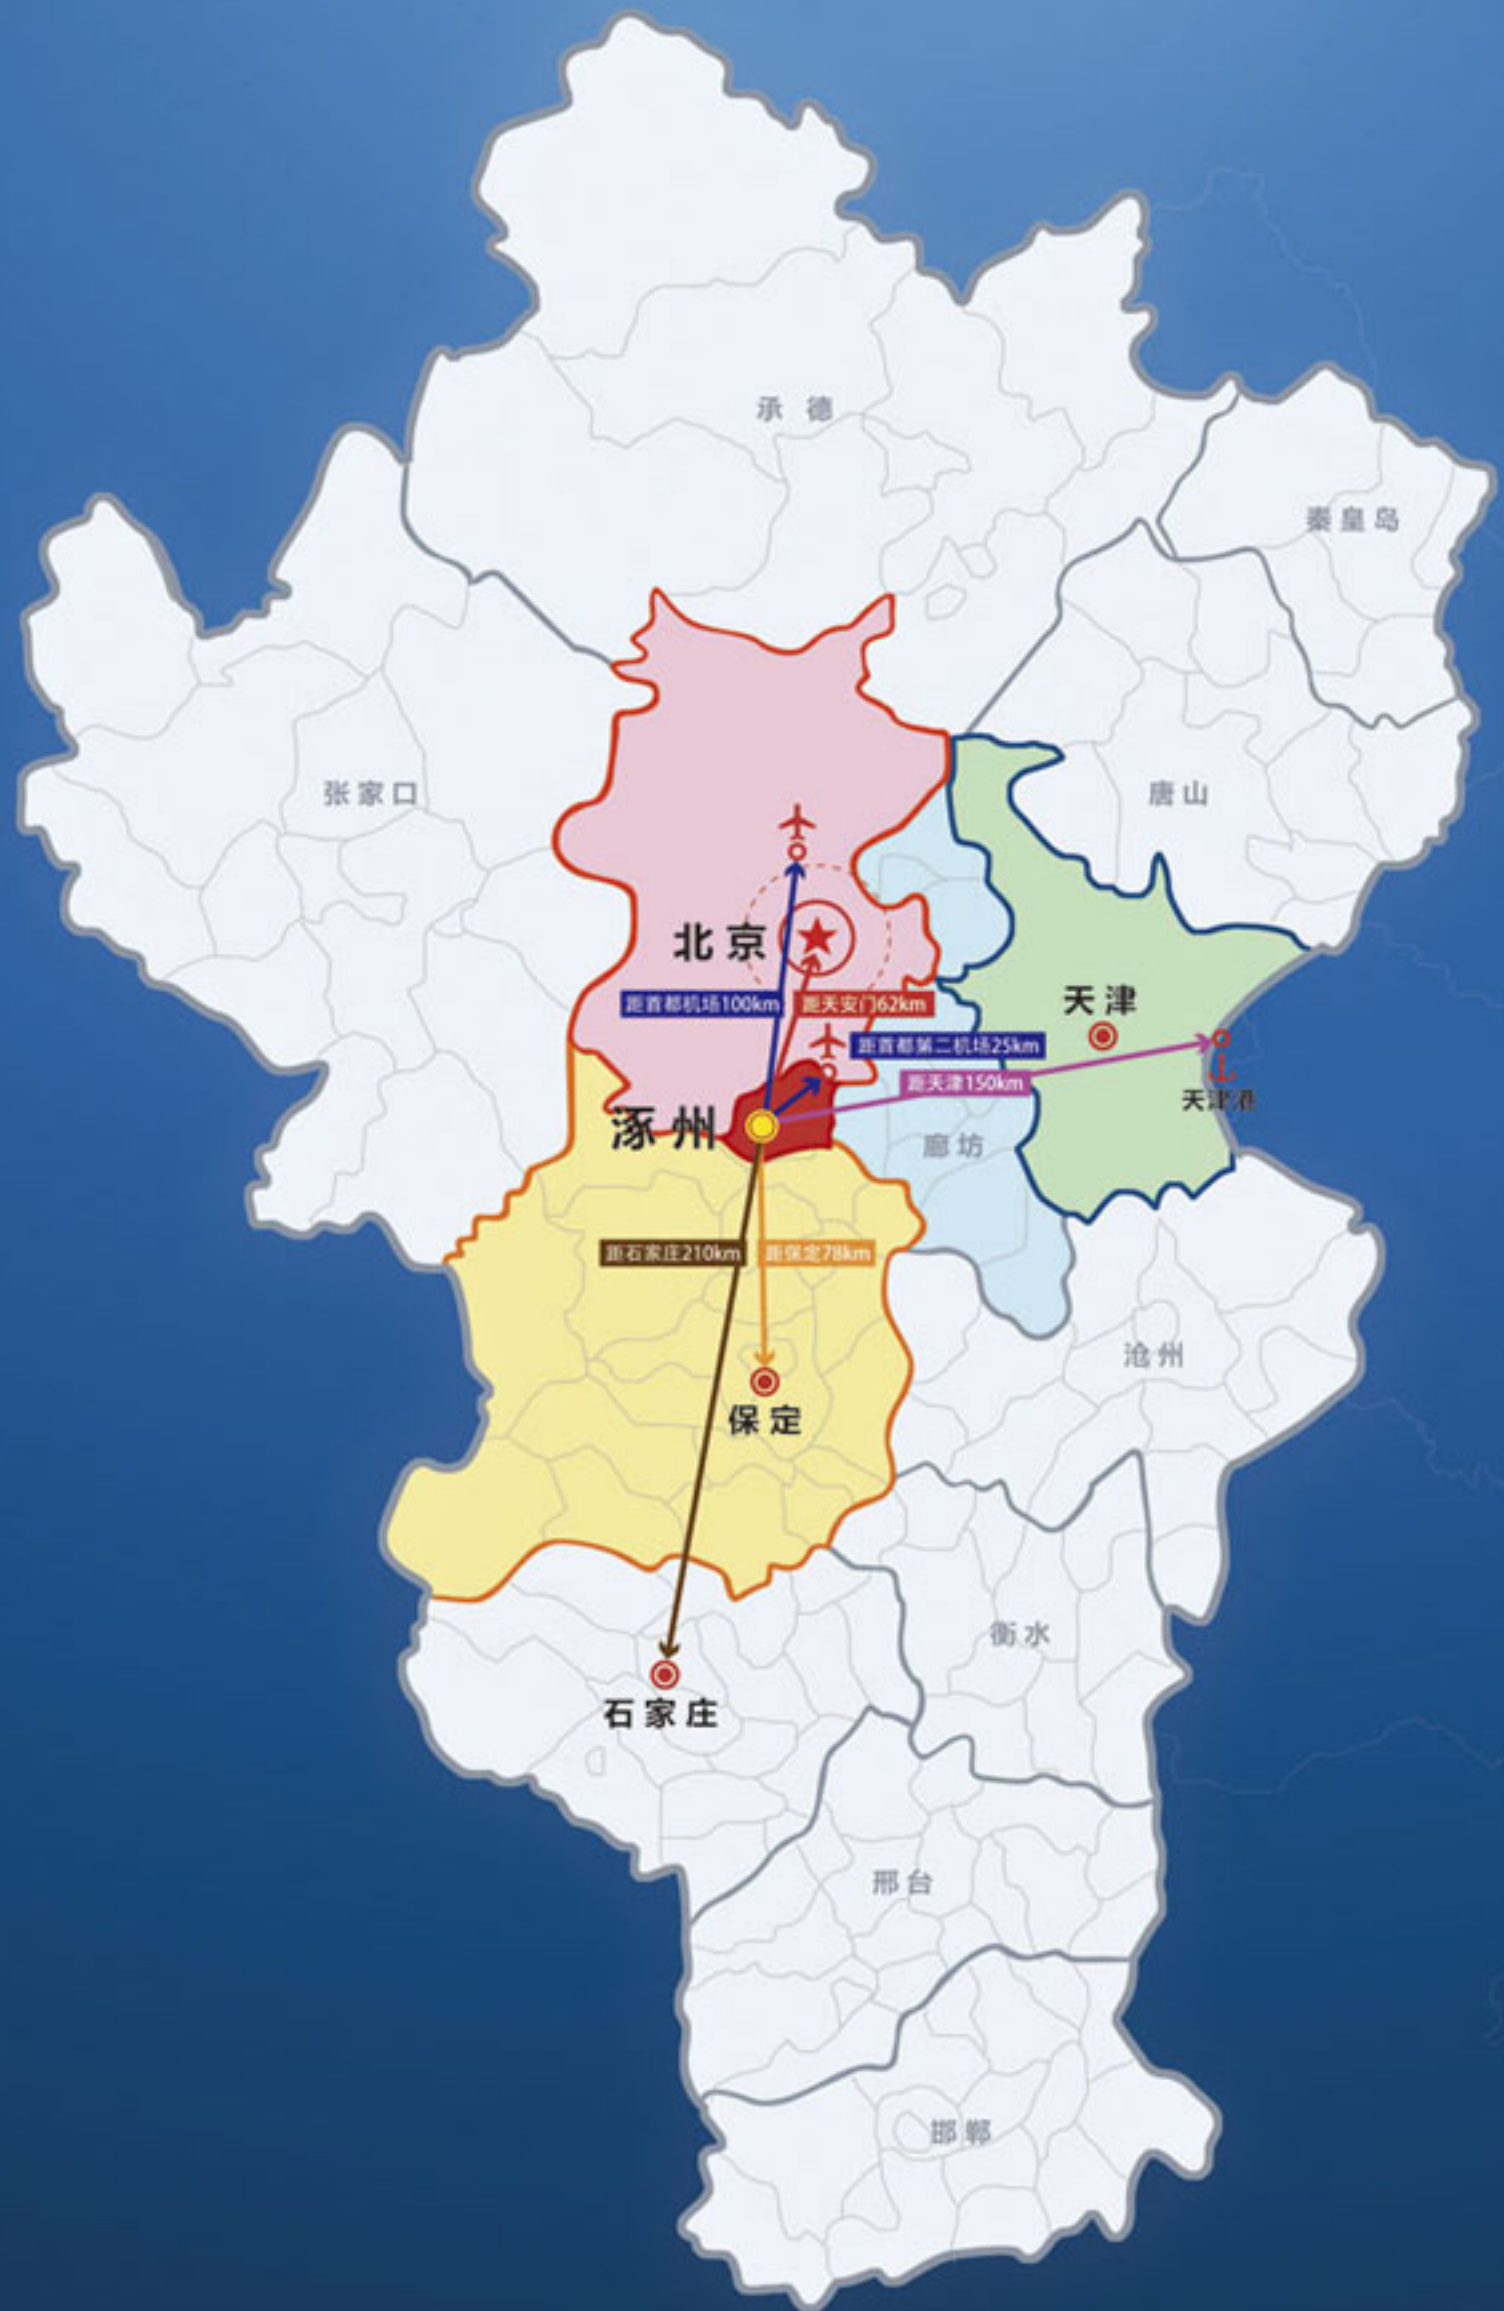 承德
秦皇岛
张家口
唐山
北京
天津
距首都机场100km
距天安门62km
距首都第二机场25km
距天津150km
天津港
涿州
廊坊
距石家庄210km
距保定78km
沧州
保定
衡水
石家庄
邢台
邯郸